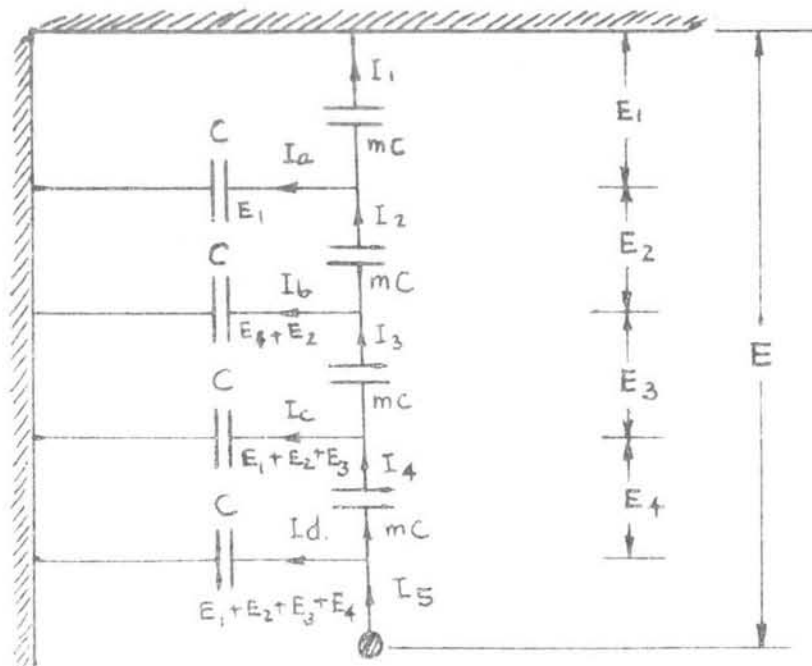 I1
E1
mC
C
Ia
E1
I2
E2
C
mC
Ib
E1 + E2
I3
E
C
mC
E3
Ic
E1 + E2 + E3
I4
C
E4
mC
Id.
I5
E1 + E2 + E3 + E4